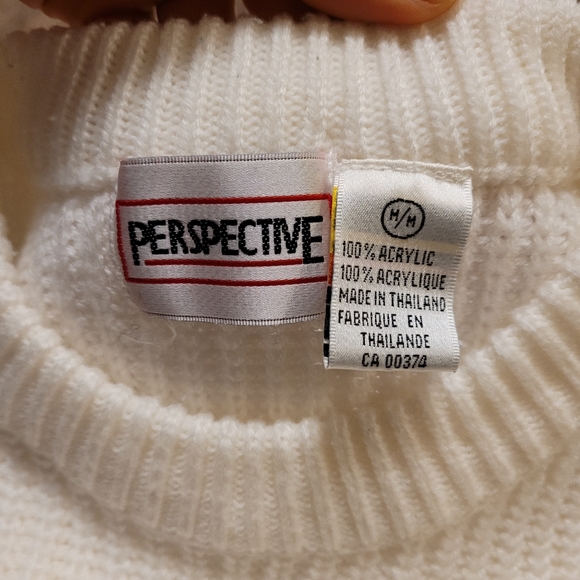 PERSPECTIVE
M/M
100% ACRYLIC
100% ACRYLIQUE
MADE IN THAILAND
FABRIQUE EN
THAILANDE
CA 00374